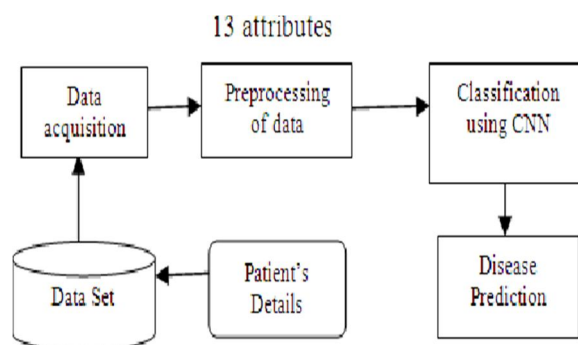 13 attributes
Data
acquisition
Preprocessing
of data
Classification
using CNN
Data Set
Patient's
Details
Disease
Prediction